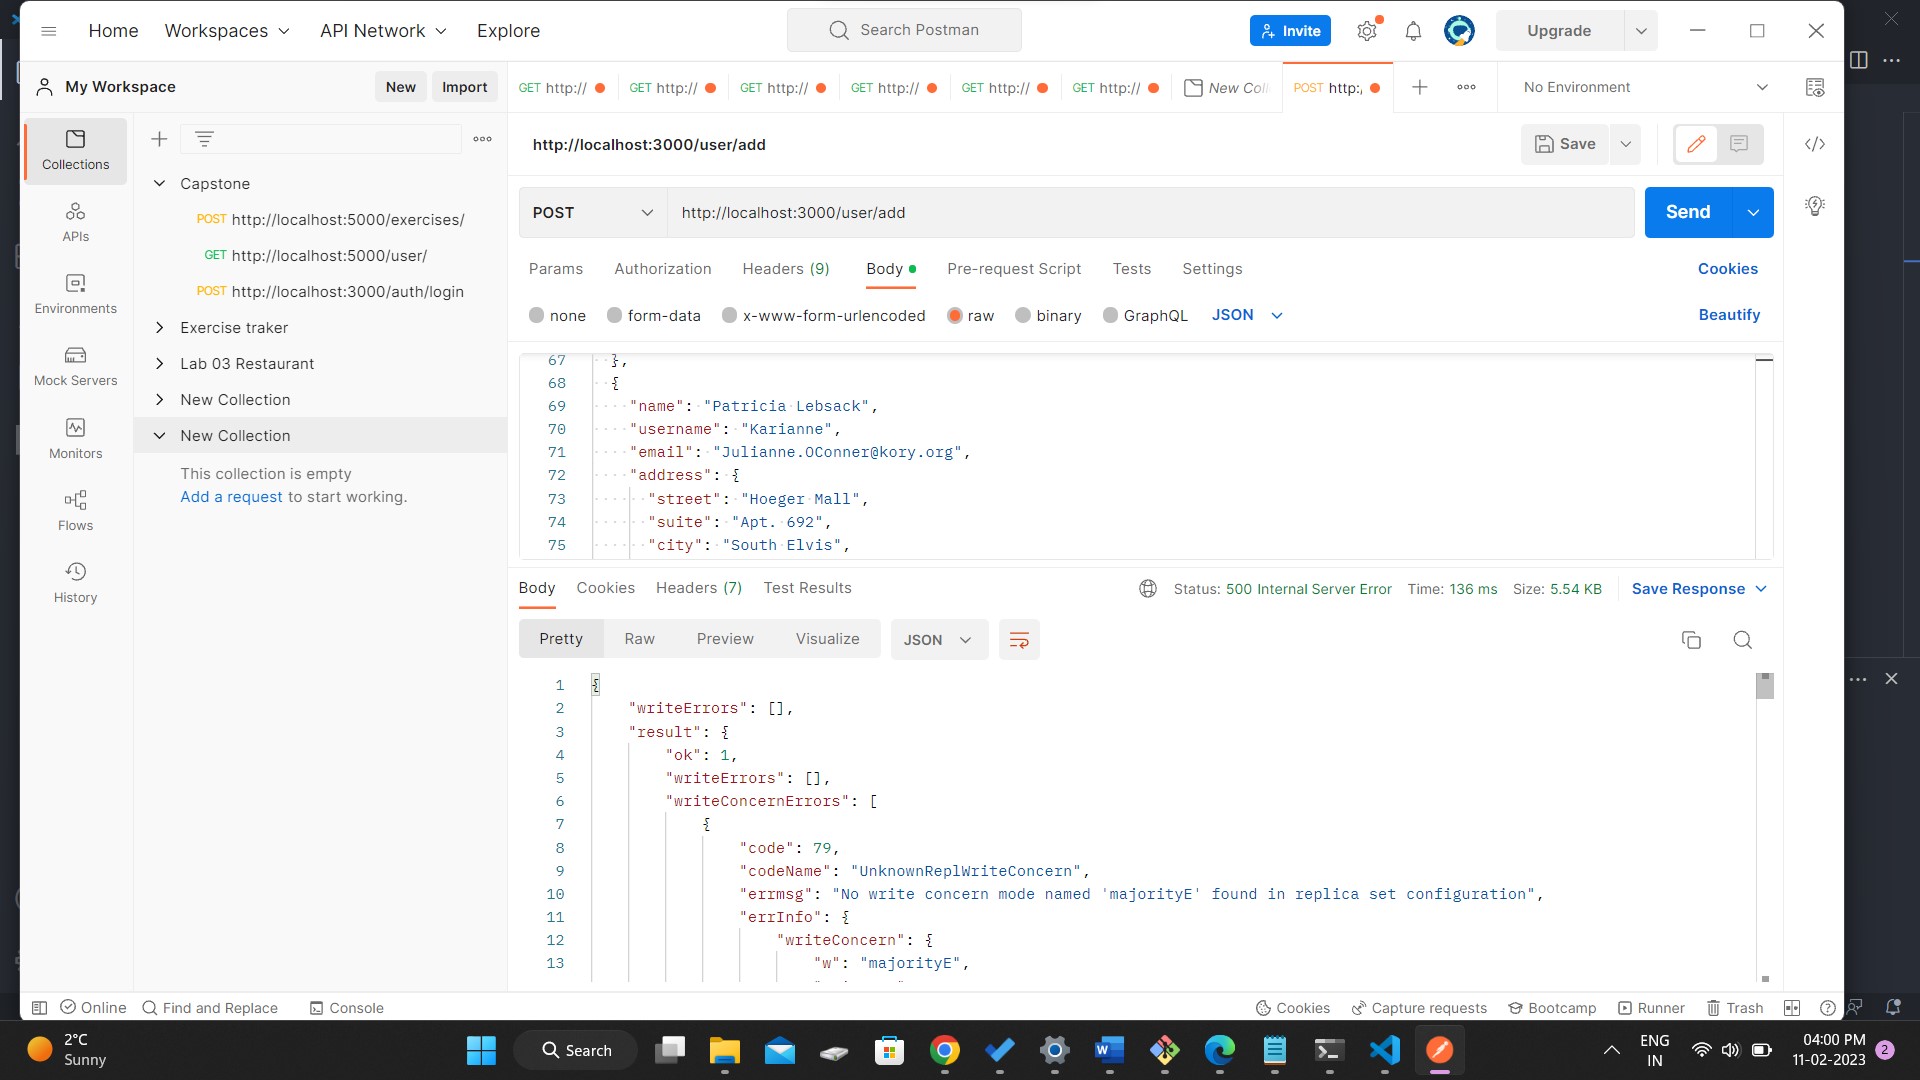 Home Workspaces API Network Explore Search Postman Invite Upgrade
My Workspace New Import GET http:// GET http:// GET http:// GET http:// GET http:// GET http:// New Col POST http:/ No Environment
Collections
APIs
Environments
Mock Servers
Monitors
Flows
History
Capstone
POST http://localhost:5000/exercises/
GET http://localhost:5000/user/
POST http://localhost:3000/auth/login
Exercise traker
Lab 03 Restaurant
New Collection
New Collection
This collection is empty
Add a request to start working.
http://localhost:3000/user/add Save
POST http://localhost:3000/user/add Send
Params Authorization Headers (9) Body Pre-request Script Tests Settings Cookies
none form-data x-www-form-urlencoded raw binary GraphQL JSON Beautify
67 },
68 {
69 "name": "Patricia Lebsack",
70 "username": "Karianne",
71 "email": "Julianne.OConner@kory.org",
72 "address": {
73 "street": "Hoeger Mall",
74 "suite": "Apt. 692",
75 "city": "South Elvis",
Body Cookies Headers (7) Test Results Status: 500 Internal Server Error Time: 136 ms Size: 5.54 KB Save Response
Pretty Raw Preview Visualize JSON
1 {
2 "writeErrors": [],
3 "result": {
4 "ok": 1,
5 "writeErrors": [],
6 "writeConcernErrors": [
7 {
8 "code": 79,
9 "codeName": "UnknownReplWriteConcern",
10 "errmsg": "No write concern mode named 'majorityE' found in replica set configuration",
11 "errInfo": {
12 "writeConcern": {
13 "w": "majorityE",
Online Find and Replace Console Cookies Capture requests Bootcamp Runner Trash
2°C
Sunny
Search
ENG
IN
04:00 PM
11-02-2023
2